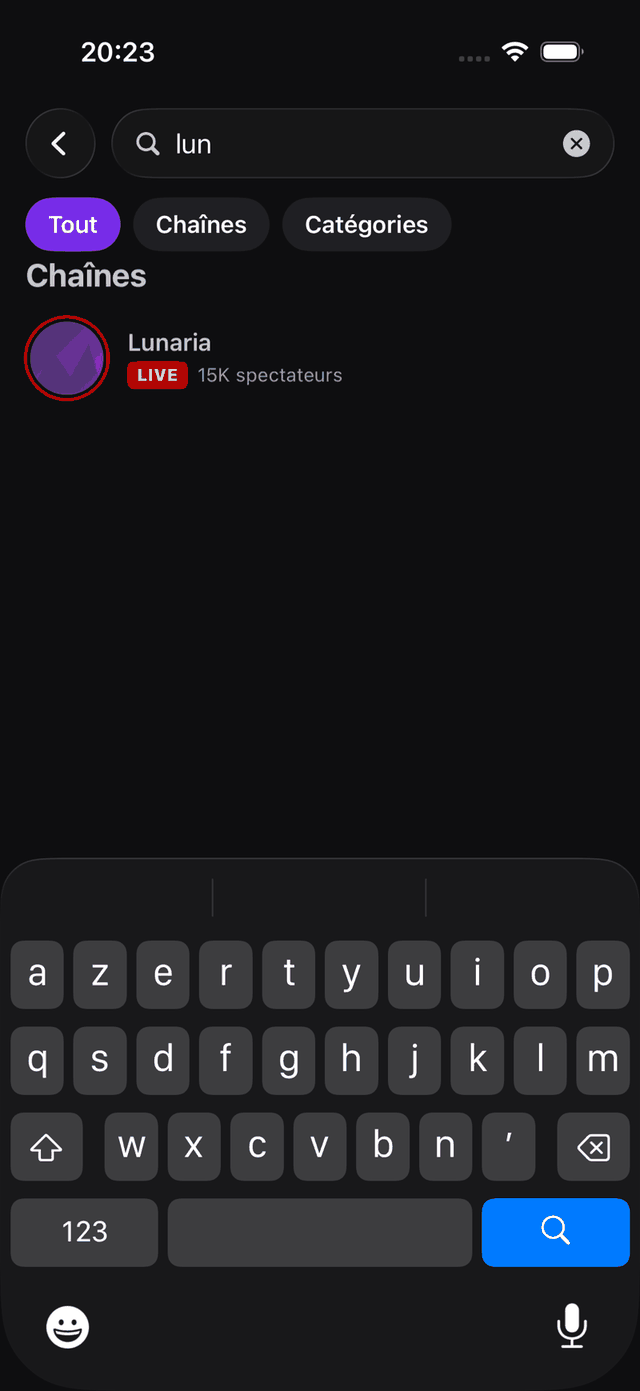 20:23
lun
Tout Chaînes Catégories
Chaînes
Lunaria
LIVE 15K spectateurs
a z e r t y u i o p
q s d f g h j k l m
w x c v b n ’
123